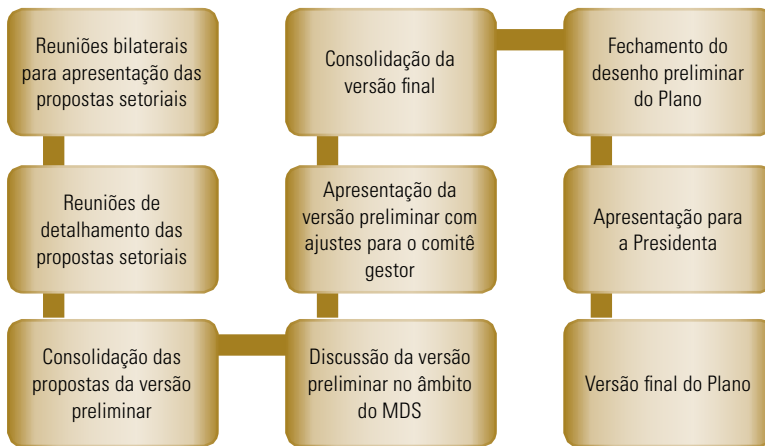 Reuniões bilaterais
para apresentação das
propostas setoriais
Reuniões de
detalhamento das
propostas setoriais
Consolidação das
propostas da versão
preliminar
Discussão da versão
preliminar no âmbito
do MDS
Apresentação da
versão preliminar com
ajustes para o comitê
gestor
Consolidação da
versão final
Fechamento do
desenho preliminar
do Plano
Apresentação para
a Presidenta
Versão final do Plano